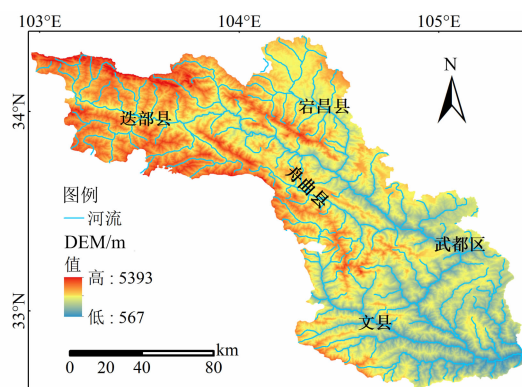 103°E 104°E 105°E
N
34°N
33°N
宕昌县
迭部县
舟曲县
武都区
文县
图例
河流
DEM/m
值
高 : 5393
低 : 567
km
0 20 40 80